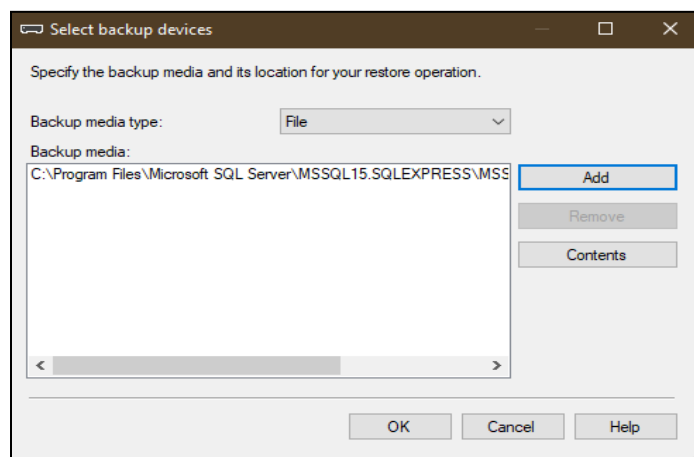 Select backup devices
Specify the backup media and its location for your restore operation.
Backup media type:
File
Backup media:
C:\Program Files\Microsoft SQL Server\MSSQL15.SQLEXPRESS\MSS
Add
Remove
Contents
OK
Cancel
Help